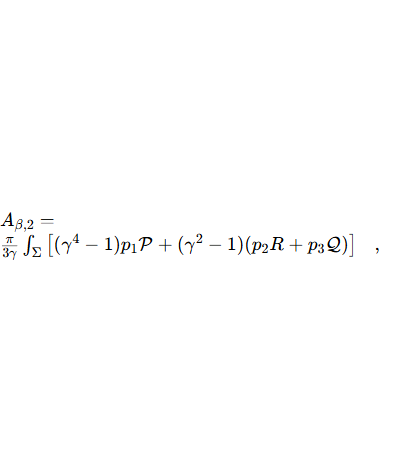 $A_{\beta,2} =$
$\frac{\pi}{3\gamma} \int_{\Sigma} \left[ (\gamma^4 - 1) p_1 \mathcal{P} + (\gamma^2 - 1)(p_2 R + p_3 \mathcal{Q}) \right] \quad ,$